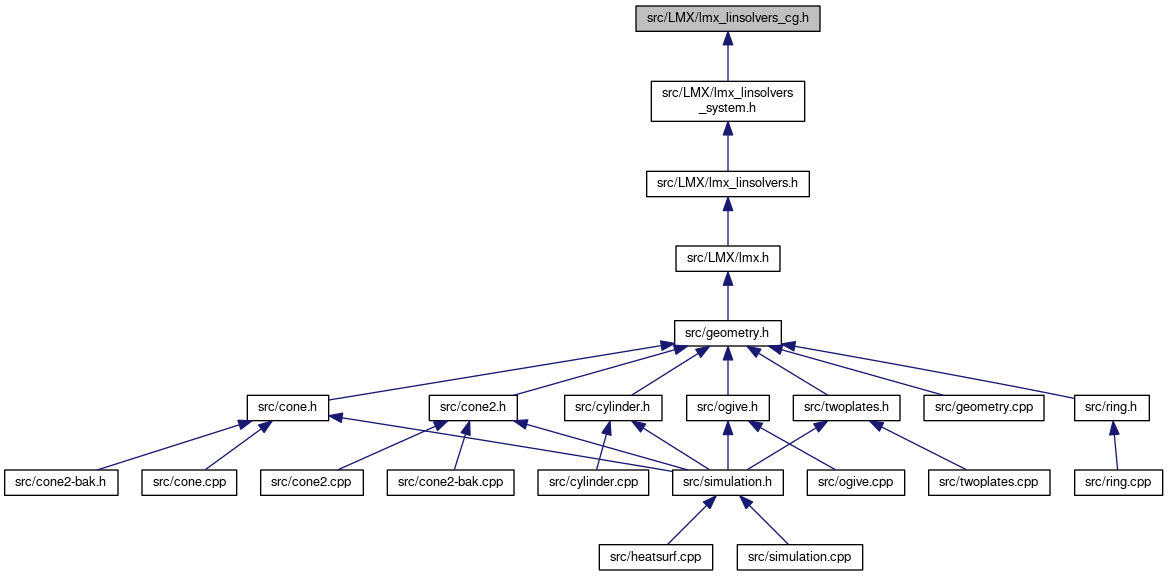 src/LMX/lmx_linsolvers_cg.h
src/LMX/lmx_linsolvers
_system.h
src/LMX/lmx_linsolvers.h
src/LMX/lmx.h
src/geometry.h
src/cone.h
src/cone2.h
src/cylinder.h
src/ogive.h
src/twoplates.h
src/geometry.cpp
src/ring.h
src/cone2-bak.h
src/cone.cpp
src/cone2.cpp
src/cone2-bak.cpp
src/cylinder.cpp
src/simulation.h
src/ogive.cpp
src/twoplates.cpp
src/ring.cpp
src/heatsurf.cpp
src/simulation.cpp